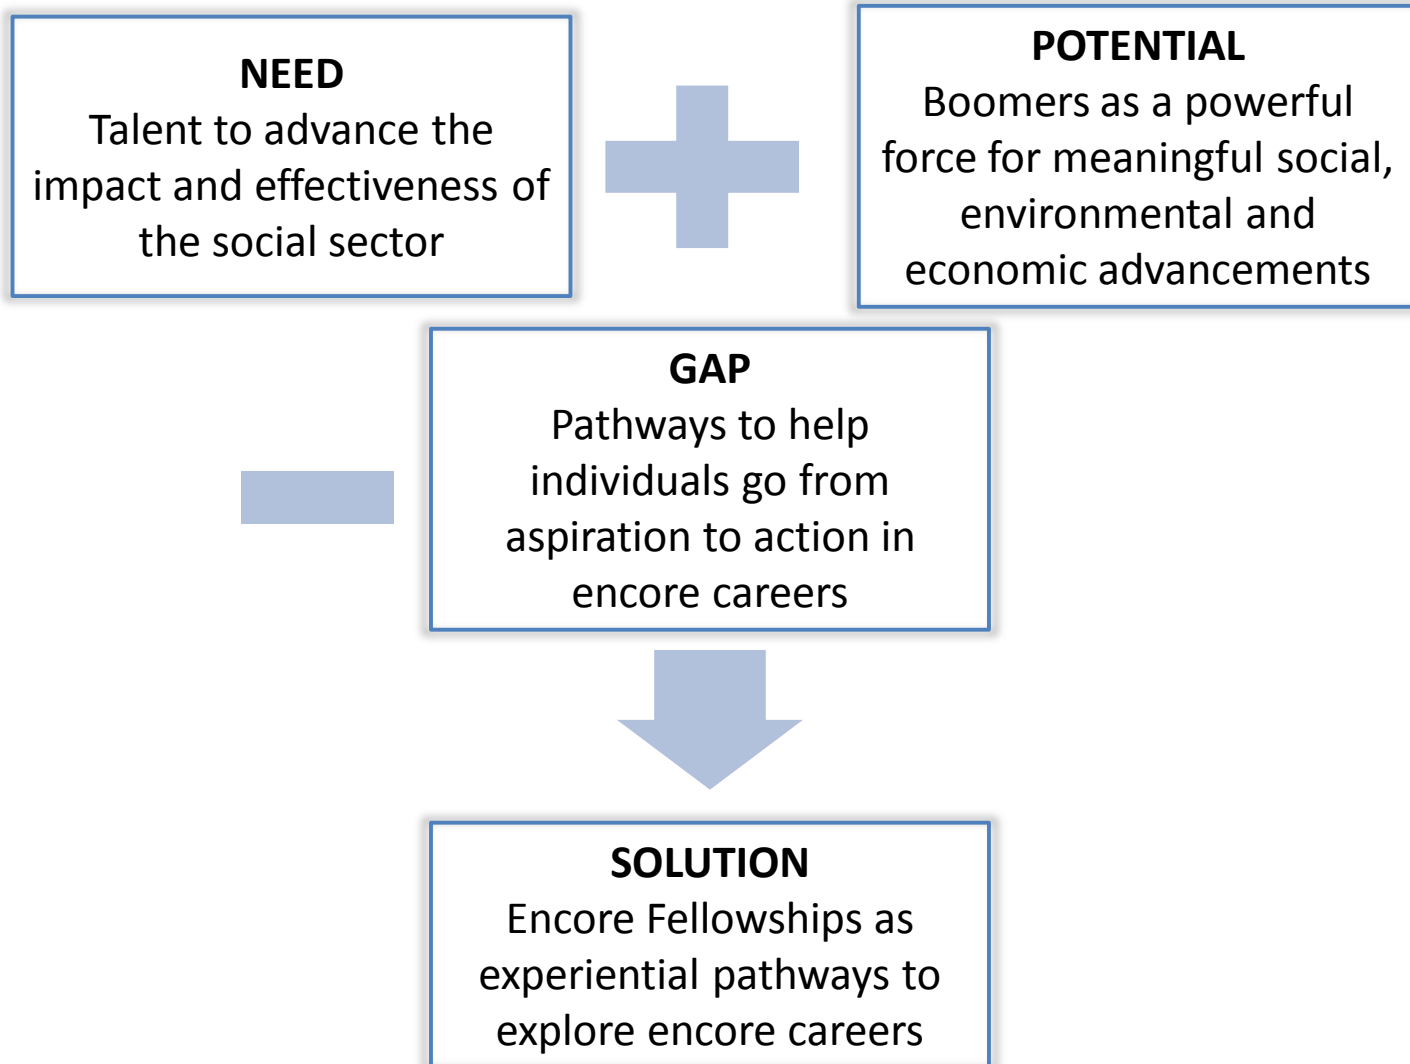 NEED
Talent to advance the
impact and effectiveness of
the social sector
POTENTIAL
Boomers as a powerful
force for meaningful social,
environmental and
economic advancements
GAP
Pathways to help
individuals go from
aspiration to action in
encore careers
SOLUTION
Encore Fellowships as
experiential pathways to
explore encore careers